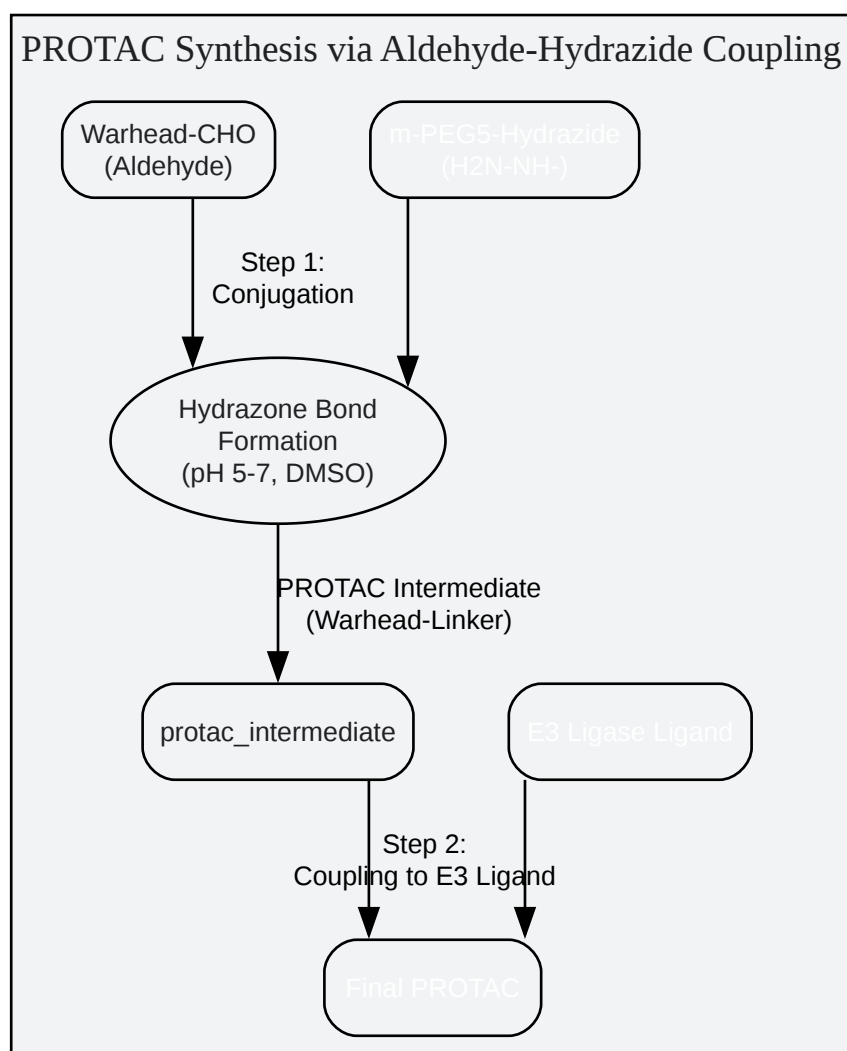 PROTAC Synthesis via Aldehyde-Hydrazide Coupling
Warhead-CHO
(Aldehyde)
m-PEG5-Hydrazide
(H2N-NH-)
Step 1:
Conjugation
Hydrazone Bond
Formation
(pH 5-7, DMSO)
PROTAC Intermediate
(Warhead-Linker)
protac_intermediate
E3 Ligase Ligand
Step 2:
Coupling to E3 Ligand
Final PROTAC